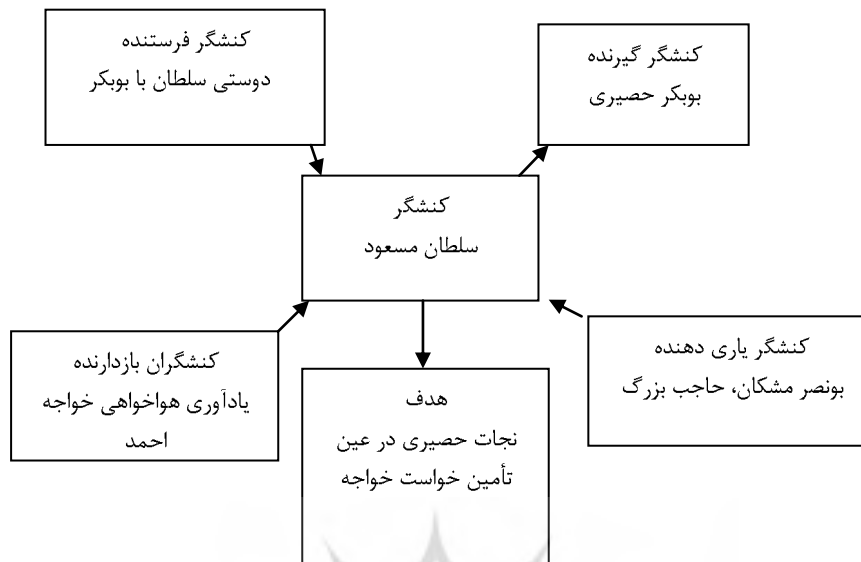 کنشگر گیرنده
بوبکر حصیری
کنشگر فرستنده
دوستی سلطان با بوبکر
کنشگر
سلطان مسعود
کنشگر یاری دهنده
بونصر مشکان، حاجب بزرگ
کنشگران بازدارنده
یادآوری هواخواهی خواجه
احمد
هدف
نجات حصیری در عین
تأمین خواست خواجه